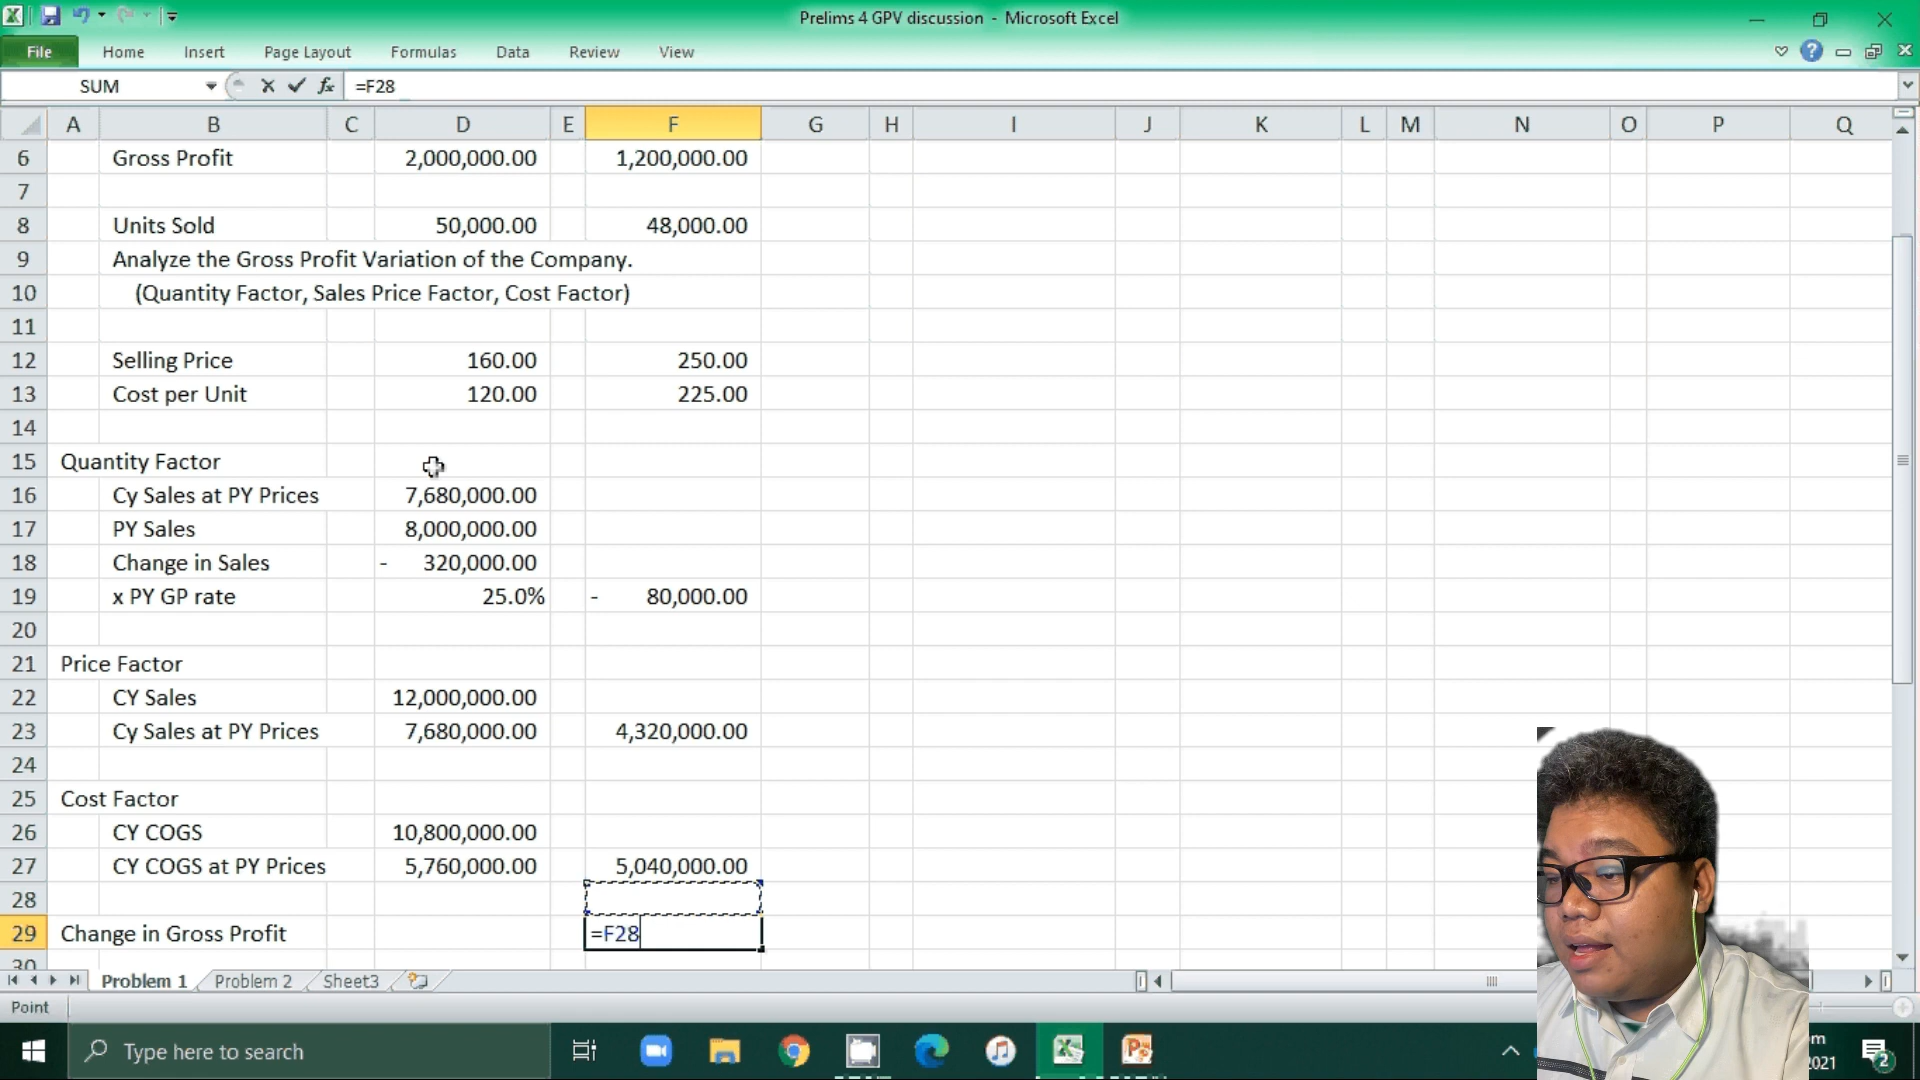 Prelims 4 GPV discussion - Microsoft Excel
File Home Insert Page Layout Formulas Data Review View
SUM fx =F28
A B C D E F G H I J K L M N O P Q
6 Gross Profit 2,000,000.00 1,200,000.00
7
8 Units Sold 50,000.00 48,000.00
9 Analyze the Gross Profit Variation of the Company.
10 (Quantity Factor, Sales Price Factor, Cost Factor)
11
12 Selling Price 160.00 250.00
13 Cost per Unit 120.00 225.00
14
15 Quantity Factor
16 Cy Sales at PY Prices 7,680,000.00
17 PY Sales 8,000,000.00
18 Change in Sales - 320,000.00
19 x PY GP rate 25.0% - 80,000.00
20
21 Price Factor
22 CY Sales 12,000,000.00
23 Cy Sales at PY Prices 7,680,000.00 4,320,000.00
24
25 Cost Factor
26 CY COGS 10,800,000.00
27 CY COGS at PY Prices 5,760,000.00 5,040,000.00
28
29 Change in Gross Profit =F28
30
Problem 1 Problem 2 Sheet3
Point
Type here to search
2